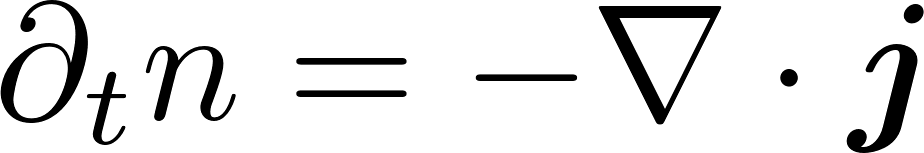 ∂ₜn = −∇ · 𝒋